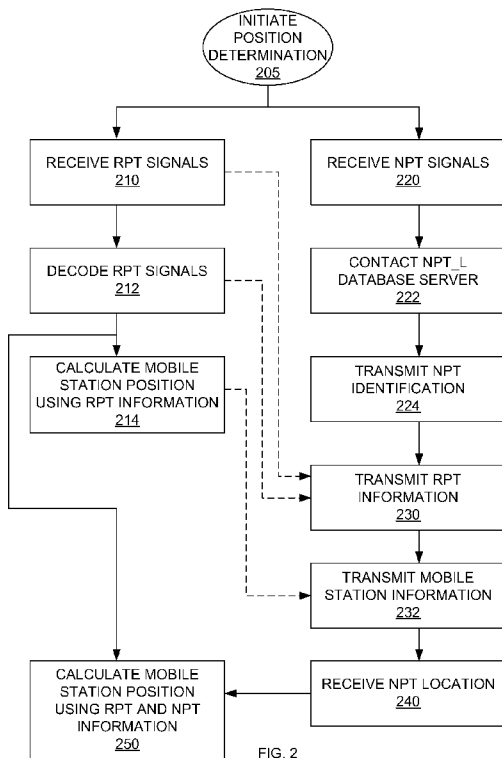 INITIATE
POSITION
DETERMINATION
205
RECEIVE RPT SIGNALS
210
RECEIVE NPT SIGNALS
220
DECODE RPT SIGNALS
212
CONTACT NPT_L
DATABASE SERVER
222
CALCULATE MOBILE
STATION POSITION
USING RPT INFORMATION
214
TRANSMIT NPT
IDENTIFICATION
224
TRANSMIT RPT
INFORMATION
230
TRANSMIT MOBILE
STATION INFORMATION
232
CALCULATE MOBILE
STATION POSITION
USING RPT AND NPT
INFORMATION
250
RECEIVE NPT LOCATION
240
FIG. 2